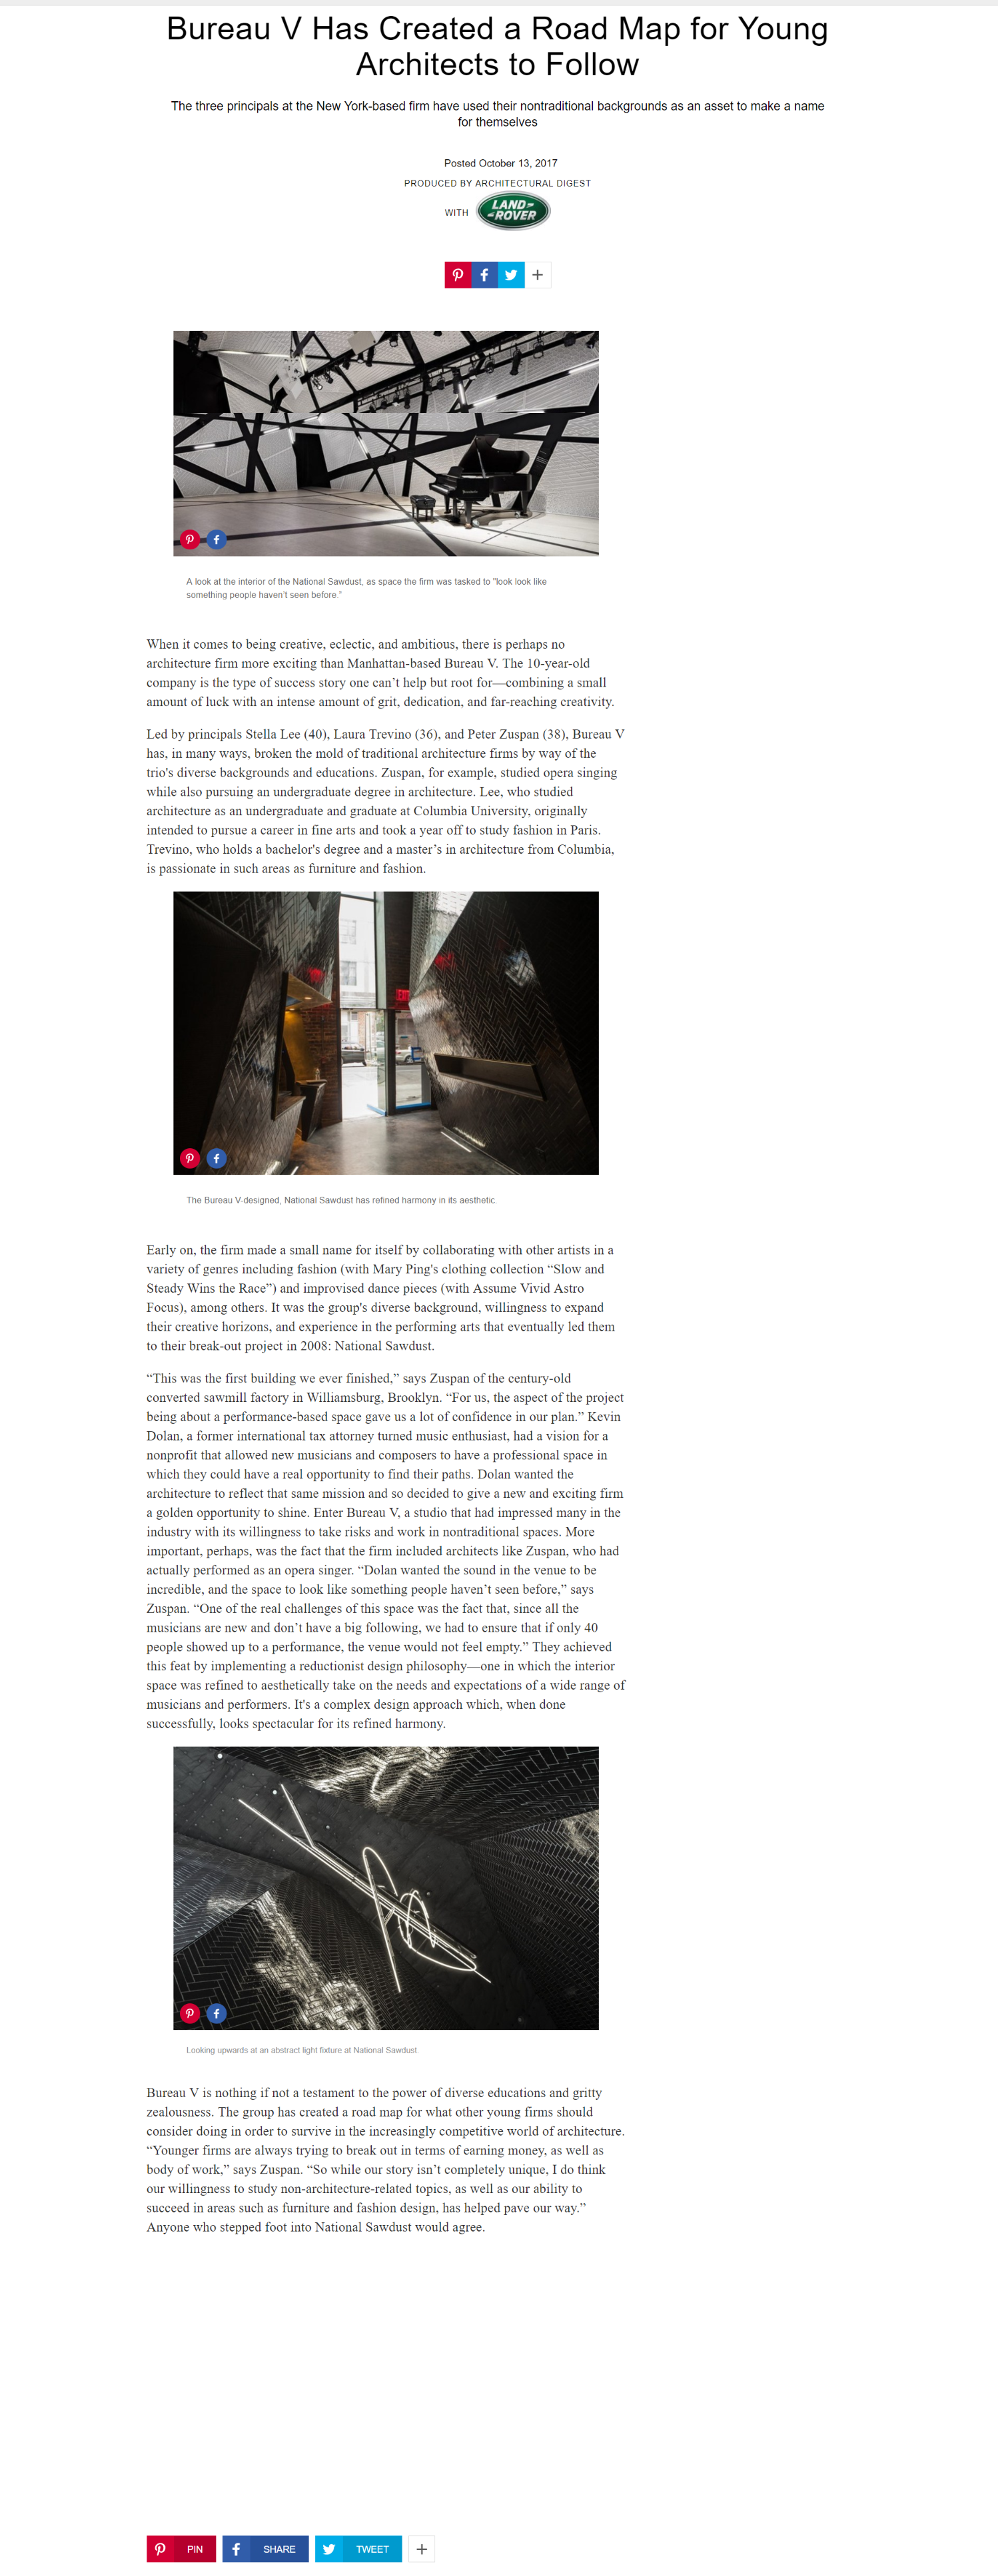 Bureau V Has Created a Road Map for Young
Architects to Follow
The three principals at the New York-based firm have used their nontraditional backgrounds as an asset to make a name
for themselves
Posted October 13, 2017
PRODUCED BY ARCHITECTURAL DIGEST
WITH
LAND-
-ROVER
A look at the interior of the National Sawdust, as space the firm was tasked to "look look like
something people haven't seen before."
When it comes to being creative, eclectic, and ambitious, there is perhaps no
architecture firm more exciting than Manhattan-based Bureau V. The 10-year-old
company is the type of success story one can’t help but root for—combining a small
amount of luck with an intense amount of grit, dedication, and far-reaching creativity.
Led by principals Stella Lee (40), Laura Trevino (36), and Peter Zuspan (38), Bureau V
has, in many ways, broken the mold of traditional architecture firms by way of the
trio's diverse backgrounds and educations. Zuspan, for example, studied opera singing
while also pursuing an undergraduate degree in architecture. Lee, who studied
architecture as an undergraduate and graduate at Columbia University, originally
intended to pursue a career in fine arts and took a year off to study fashion in Paris.
Trevino, who holds a bachelor's degree and a master’s in architecture from Columbia,
is passionate in such areas as furniture and fashion.
EXIT
The Bureau V-designed, National Sawdust has refined harmony in its aesthetic.
Early on, the firm made a small name for itself by collaborating with other artists in a
variety of genres including fashion (with Mary Ping's clothing collection “Slow and
Steady Wins the Race”) and improvised dance pieces (with Assume Vivid Astro
Focus), among others. It was the group's diverse background, willingness to expand
their creative horizons, and experience in the performing arts that eventually led them
to their break-out project in 2008: National Sawdust.
“This was the first building we ever finished,” says Zuspan of the century-old
converted sawmill factory in Williamsburg, Brooklyn. “For us, the aspect of the project
being about a performance-based space gave us a lot of confidence in our plan.” Kevin
Dolan, a former international tax attorney turned music enthusiast, had a vision for a
nonprofit that allowed new musicians and composers to have a professional space in
which they could have a real opportunity to find their paths. Dolan wanted the
architecture to reflect that same mission and so decided to give a new and exciting firm
a golden opportunity to shine. Enter Bureau V, a studio that had impressed many in the
industry with its willingness to take risks and work in nontraditional spaces. More
important, perhaps, was the fact that the firm included architects like Zuspan, who had
actually performed as an opera singer. “Dolan wanted the sound in the venue to be
incredible, and the space to look like something people haven’t seen before,” says
Zuspan. “One of the real challenges of this space was the fact that, since all the
musicians are new and don’t have a big following, we had to ensure that if only 40
people showed up to a performance, the venue would not feel empty.” They achieved
this feat by implementing a reductionist design philosophy—one in which the interior
space was refined to aesthetically take on the needs and expectations of a wide range of
musicians and performers. It's a complex design approach which, when done
successfully, looks spectacular for its refined harmony.
Looking upwards at an abstract light fixture at National Sawdust.
Bureau V is nothing if not a testament to the power of diverse educations and gritty
zealousness. The group has created a road map for what other young firms should
consider doing in order to survive in the increasingly competitive world of architecture.
“Younger firms are always trying to break out in terms of earning money, as well as
body of work,” says Zuspan. “So while our story isn’t completely unique, I do think
our willingness to study non-architecture-related topics, as well as our ability to
succeed in areas such as furniture and fashion design, has helped pave our way.”
Anyone who stepped foot into National Sawdust would agree.
PIN SHARE TWEET